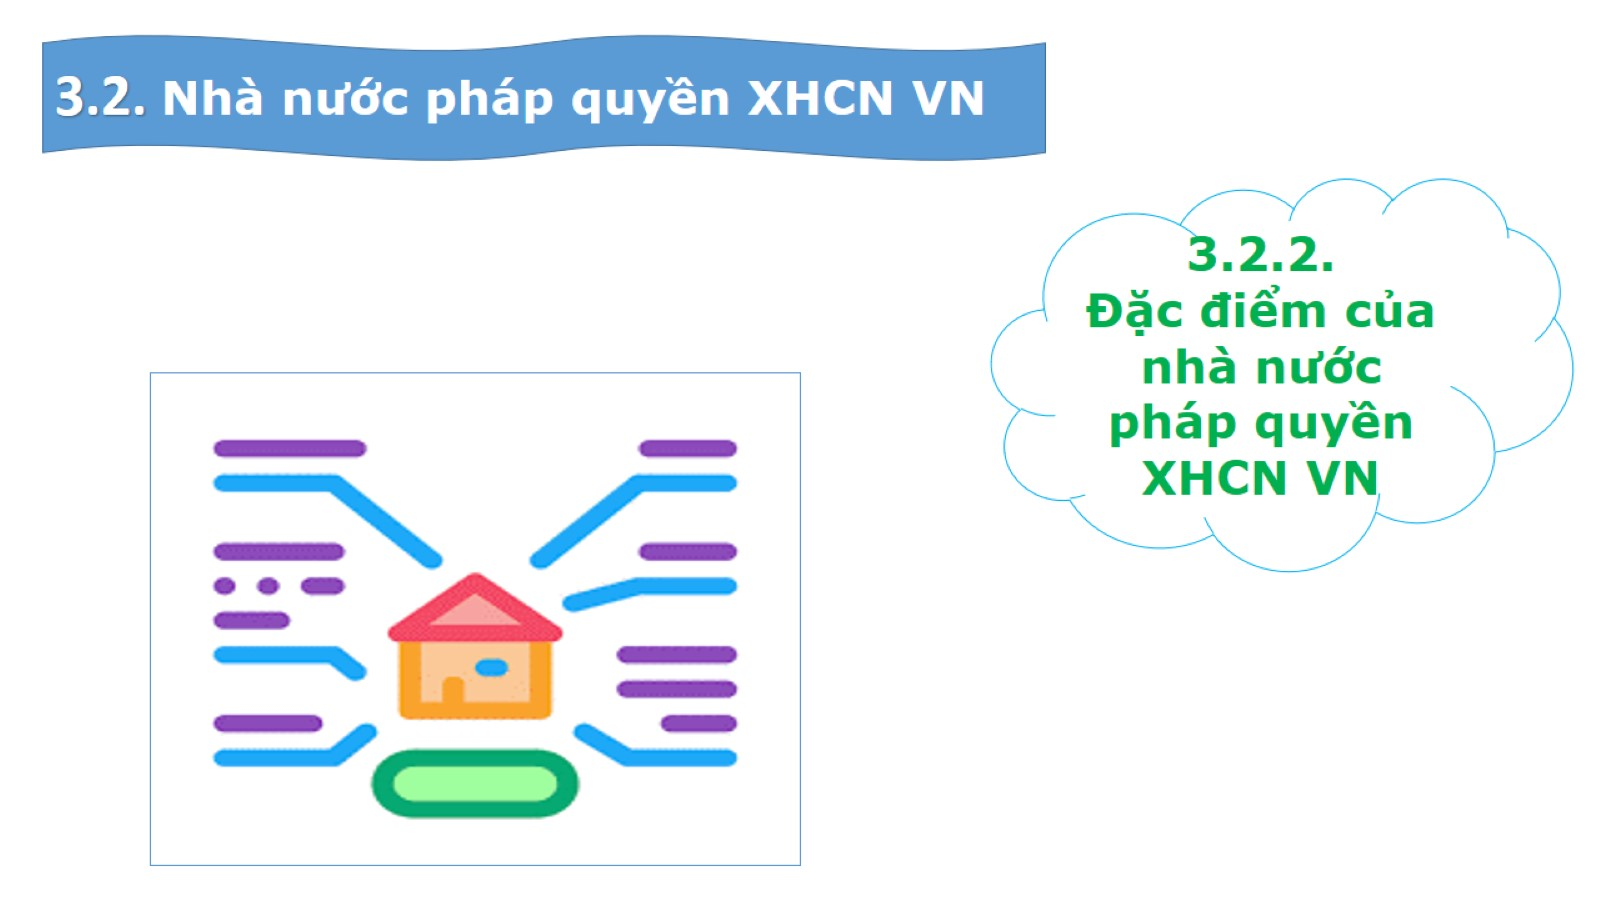 3.2. Nhà nước pháp quyền XHCN VN
3.2.2.
Đặc điểm của
nhà nước
pháp quyền
XHCN VN